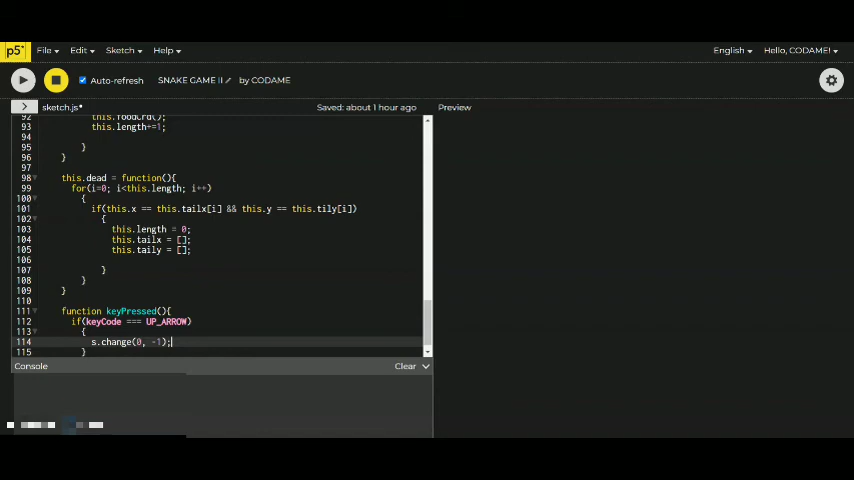 p5* File Edit Sketch Help English Hello, CODAME!
Auto-refresh SNAKE GAME II by CODAME
> sketch.js• Saved: about 1 hour ago Preview
92 this.foodCrd();
93 this.length+=1;
94
95 }
96 }
97
98 this.dead = function(){
99 for(i=0; i<this.length; i++)
100 {
101 if(this.x == this.tailx[i] && this.y == this.tily[i])
102 {
103 this.length = 0;
104 this.tailx = [];
105 this.taily = [];
106
107 }
108 }
109 }
110
111 function keyPressed(){
112 if(keyCode === UP_ARROW)
113 {
114 s.change(0, -1);
115 }
Console Clear